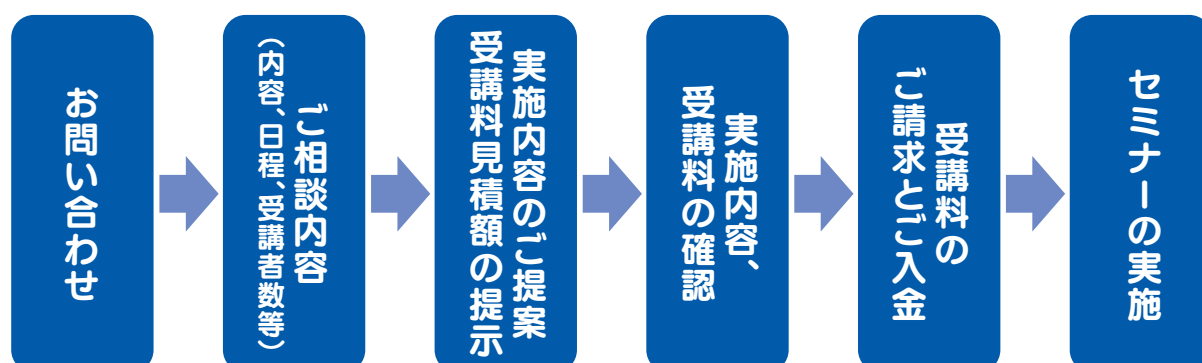 お問い合わせ
ご相談内容
（内容、日程、受講者数等）
実施内容のご提案
受講料見積額の提示
実施内容、
受講料の確認
受講料の
ご請求とご入金
セミナーの実施